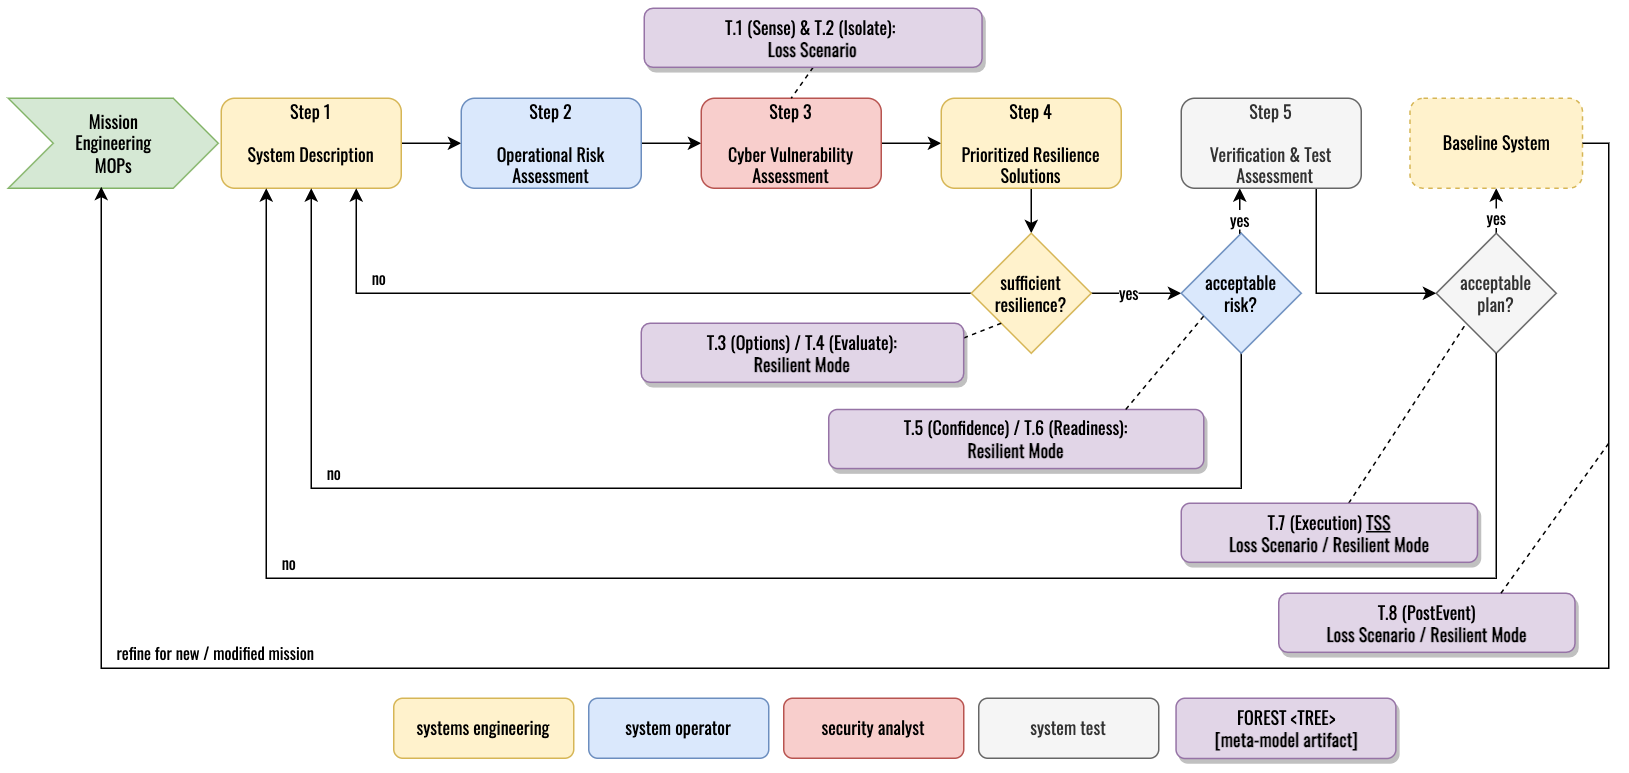 T.1 (Sense) & T.2 (Isolate):
Loss Scenario
Mission
Engineering
MOPs
Step 1
System Description
Step 2
Operational Risk
Assessment
Step 3
Cyber Vulnerability
Assessment
Step 4
Prioritized Resilience
Solutions
Step 5
Verification & Test
Assessment
Baseline System
yes
yes
no
sufficient
resilience?
yes
acceptable
risk?
acceptable
plan?
T.3 (Options) / T.4 (Evaluate):
Resilient Mode
T.5 (Confidence) / T.6 (Readiness):
Resilient Mode
no
T.7 (Execution) TSS
Loss Scenario / Resilient Mode
no
T.8 (PostEvent)
Loss Scenario / Resilient Mode
refine for new / modified mission
systems engineering
system operator
security analyst
system test
FOREST <TREE>
[meta-model artifact]